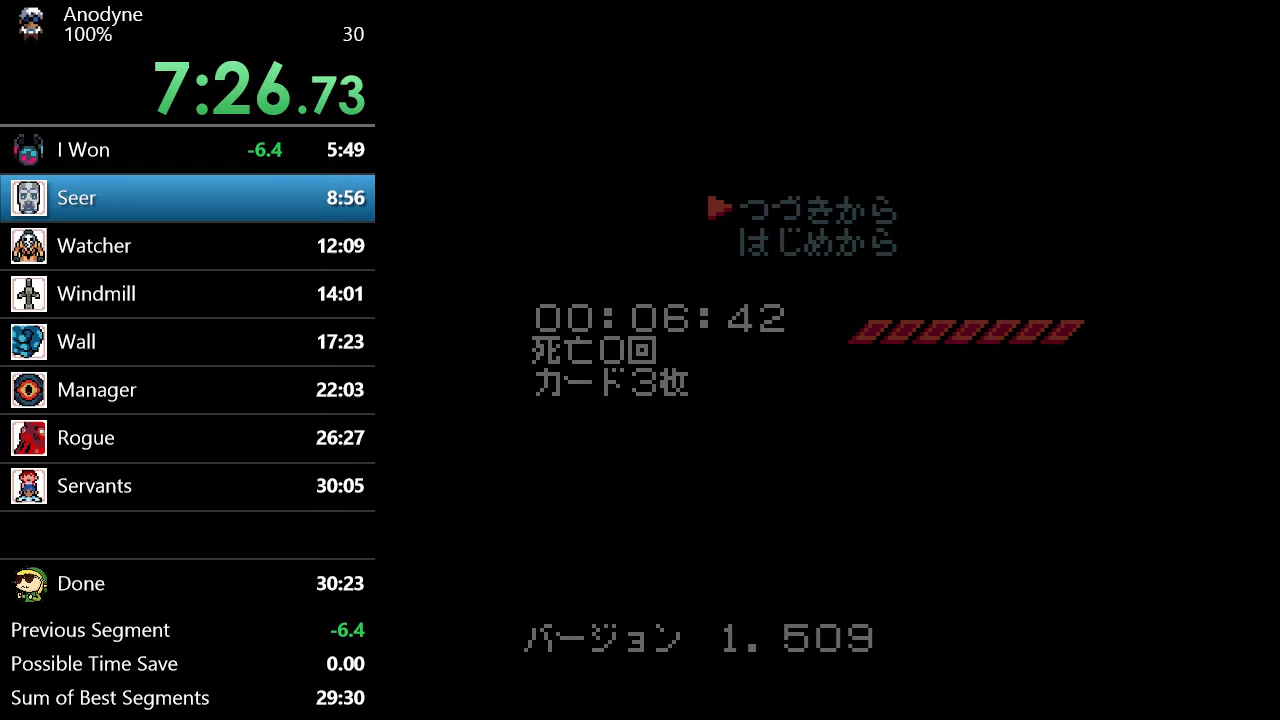 Anodyne
100%
30
7:26.73
I Won -6.4 5:49
Seer 8:56
Watcher 12:09
Windmill 14:01
Wall 17:23
Manager 22:03
Rogue 26:27
Servants 30:05
Done 30:23
Previous Segment -6.4
Possible Time Save 0.00
Sum of Best Segments 29:30
つづきから
はじめから
00:06:42
死亡0回
カード3枚
バージョン 1.509